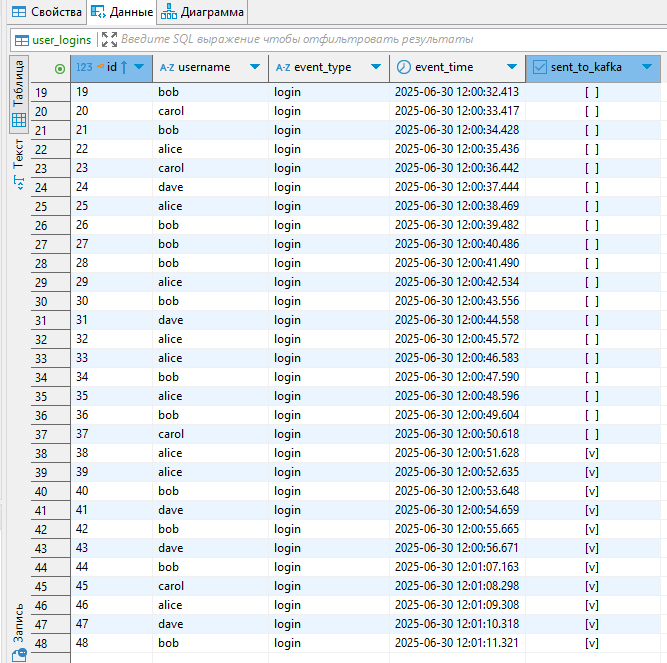 Свойства Данные Диаграмма
user_logins Введите SQL выражение чтобы отфильтровать результаты
Таблица
Текст
Запись
123 id A-Z username A-Z event_type event_time sent_to_kafka
19 19 bob login 2025-06-30 12:00:32.413 [ ]
20 20 carol login 2025-06-30 12:00:33.417 [ ]
21 21 bob login 2025-06-30 12:00:34.428 [ ]
22 22 alice login 2025-06-30 12:00:35.436 [ ]
23 23 carol login 2025-06-30 12:00:36.442 [ ]
24 24 dave login 2025-06-30 12:00:37.444 [ ]
25 25 alice login 2025-06-30 12:00:38.469 [ ]
26 26 bob login 2025-06-30 12:00:39.482 [ ]
27 27 bob login 2025-06-30 12:00:40.486 [ ]
28 28 bob login 2025-06-30 12:00:41.490 [ ]
29 29 alice login 2025-06-30 12:00:42.534 [ ]
30 30 bob login 2025-06-30 12:00:43.556 [ ]
31 31 dave login 2025-06-30 12:00:44.558 [ ]
32 32 alice login 2025-06-30 12:00:45.572 [ ]
33 33 alice login 2025-06-30 12:00:46.583 [ ]
34 34 bob login 2025-06-30 12:00:47.590 [ ]
35 35 alice login 2025-06-30 12:00:48.596 [ ]
36 36 bob login 2025-06-30 12:00:49.604 [ ]
37 37 carol login 2025-06-30 12:00:50.618 [ ]
38 38 alice login 2025-06-30 12:00:51.628 [v]
39 39 alice login 2025-06-30 12:00:52.635 [v]
40 40 bob login 2025-06-30 12:00:53.648 [v]
41 41 dave login 2025-06-30 12:00:54.659 [v]
42 42 bob login 2025-06-30 12:00:55.665 [v]
43 43 dave login 2025-06-30 12:00:56.671 [v]
44 44 bob login 2025-06-30 12:01:07.163 [v]
45 45 carol login 2025-06-30 12:01:08.298 [v]
46 46 alice login 2025-06-30 12:01:09.308 [v]
47 47 dave login 2025-06-30 12:01:10.318 [v]
48 48 bob login 2025-06-30 12:01:11.321 [v]